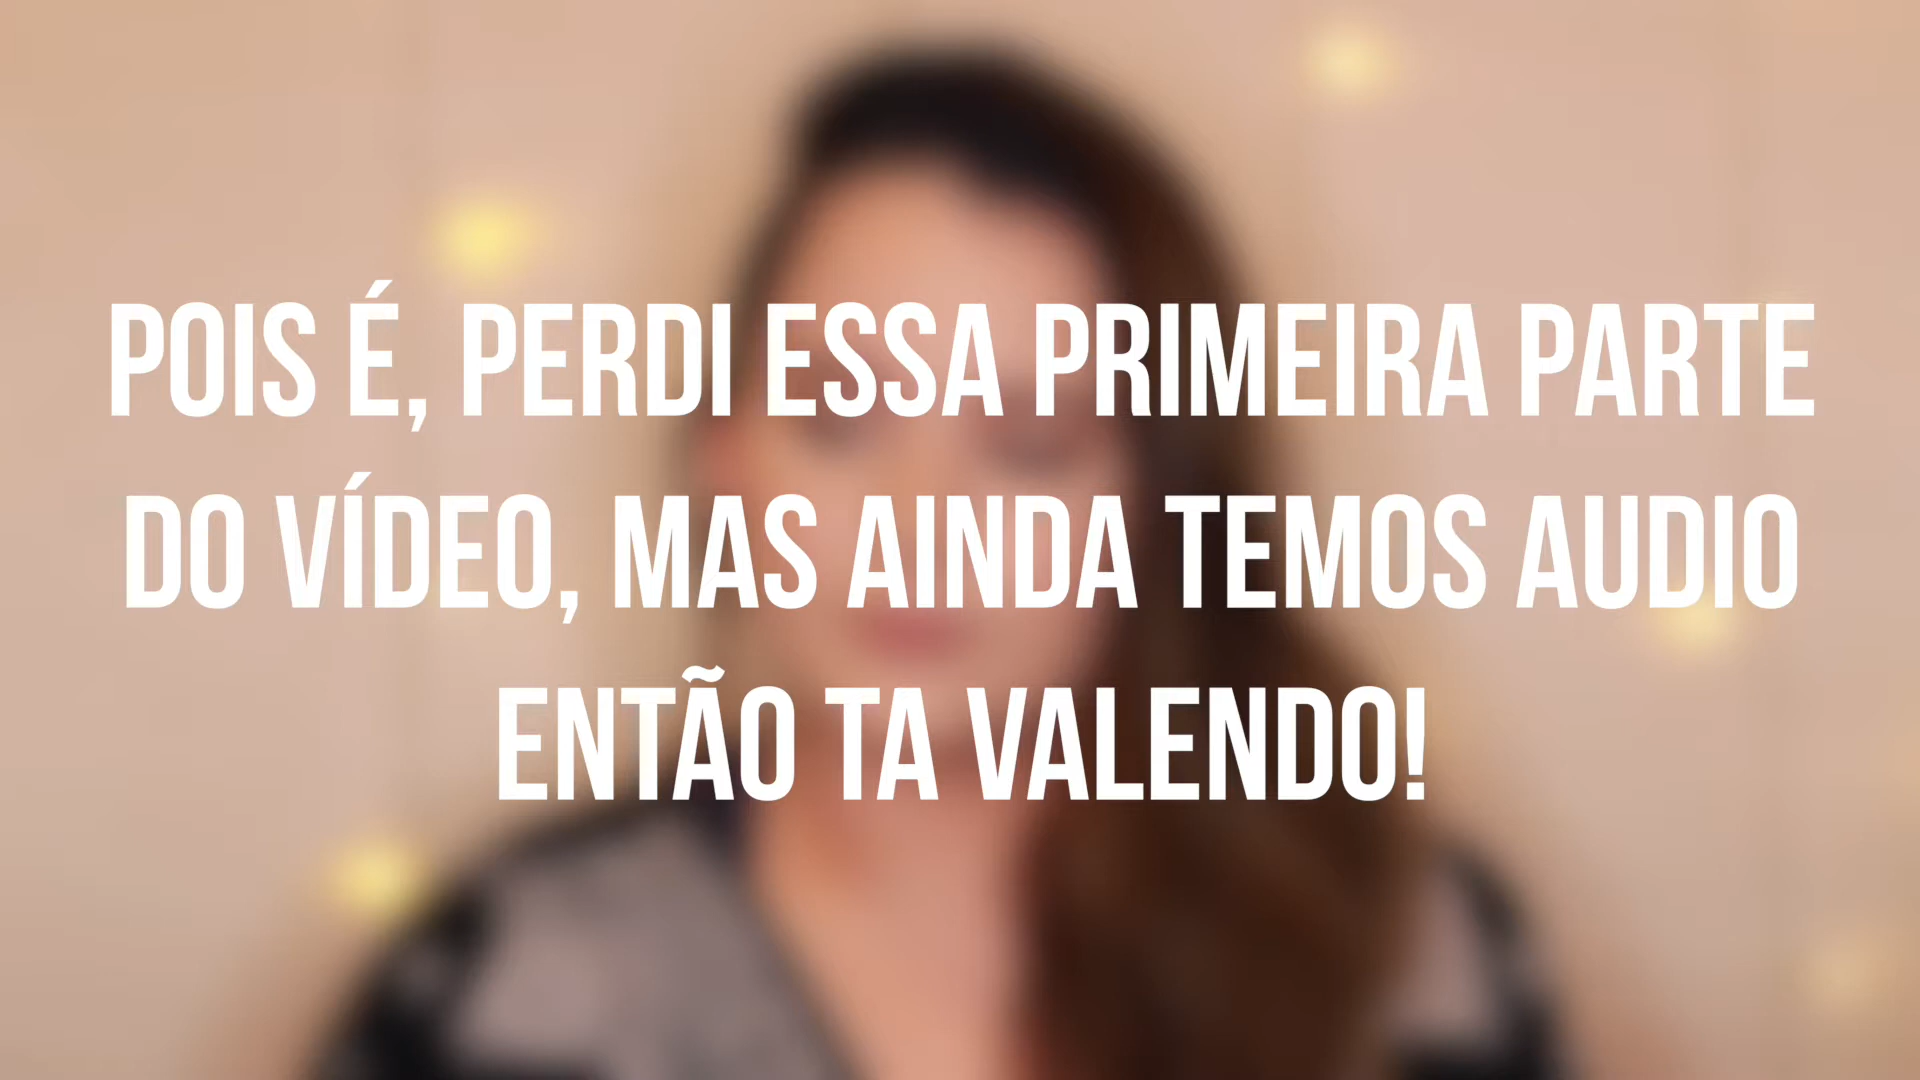 POIS É, PERDI ESSA PRIMEIRA PARTE
DO VÍDEO, MAS AINDA TEMOS AUDIO
ENTÃO TA VALENDO!